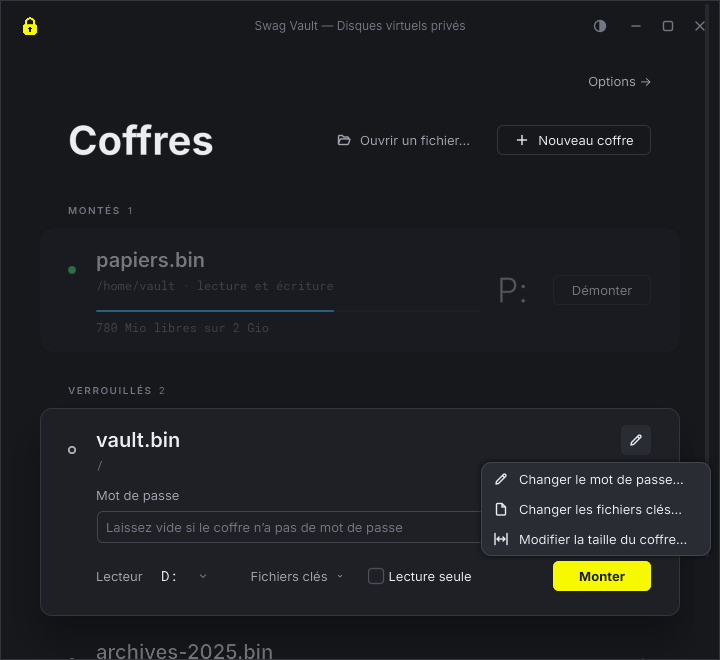 Swag Vault — Disques virtuels privés
Options →
Coffres
Ouvrir un fichier...
Nouveau coffre
MONTÉS 1
papiers.bin
/home/vault · lecture et écriture
P:
Démonter
780 Mio libres sur 2 Gio
VERROUILLÉS 2
vault.bin
/
Mot de passe
Laissez vide si le coffre n’a pas de mot de passe
Changer le mot de passe...
Changer les fichiers clés...
Modifier la taille du coffre...
Lecteur D: Fichiers clés Lecture seule Monter
archives-2025.bin